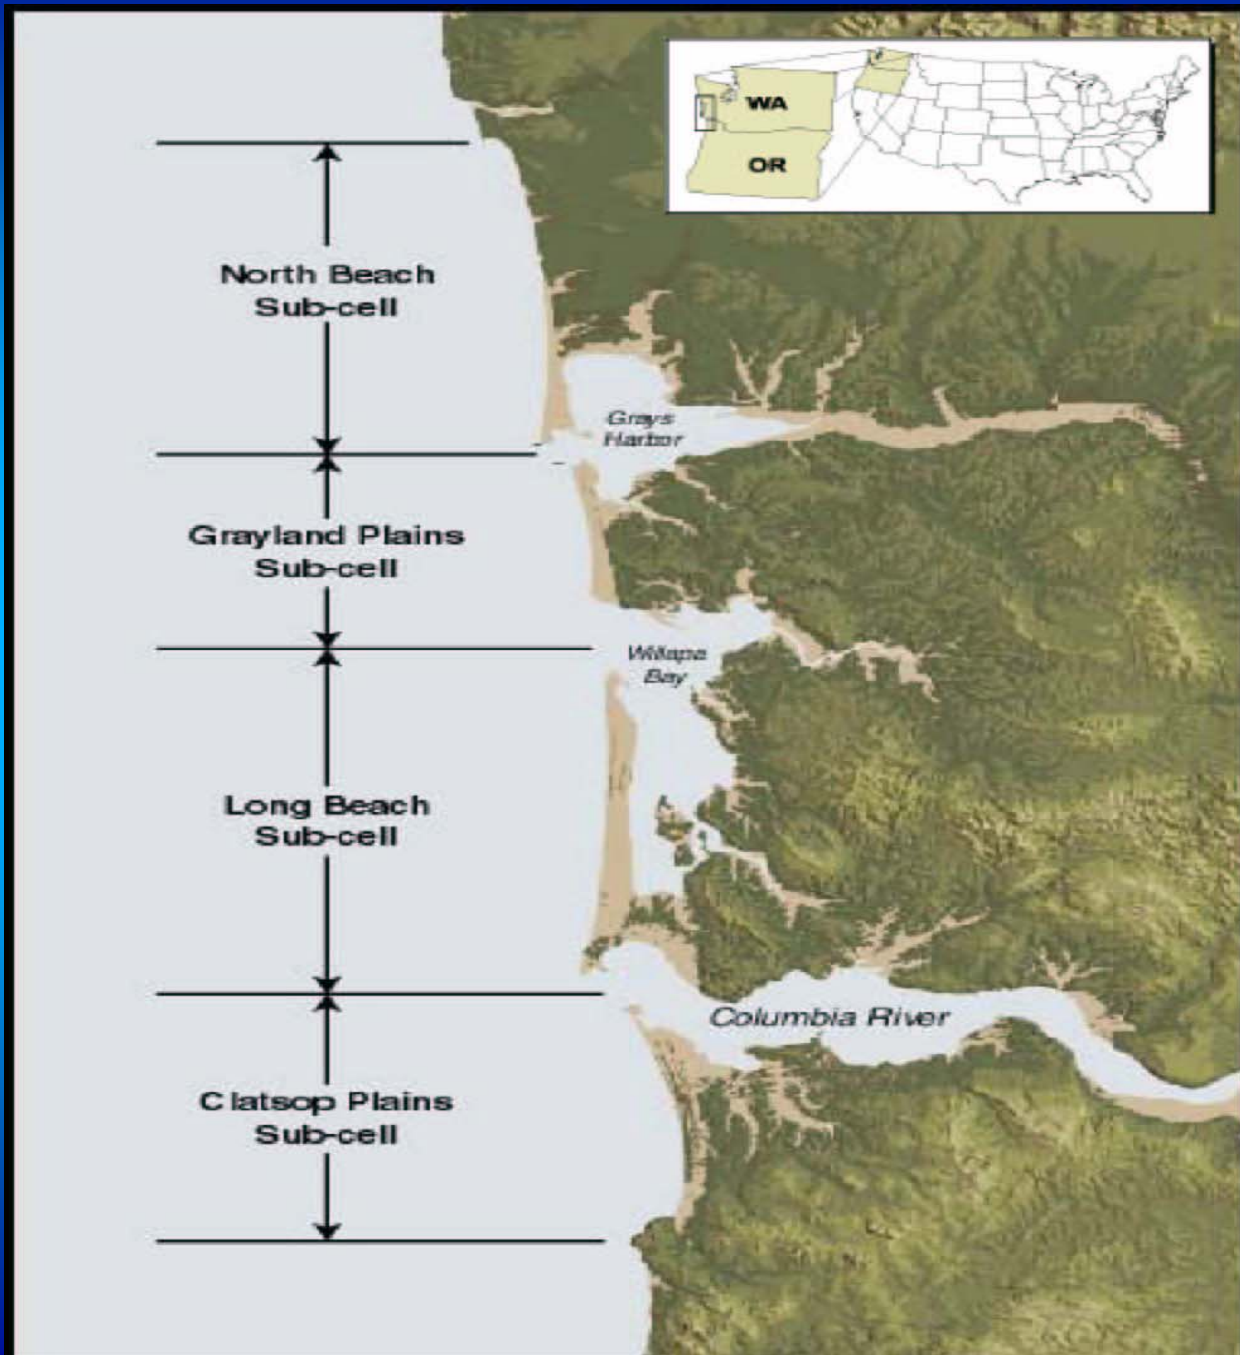 WA
OR
North Beach
Sub-cell
Grays
Harbor
Grayland Plains
Sub-cell
Willapa
Bay
Long Beach
Sub-cell
Columbia River
Clatsop Plains
Sub-cell